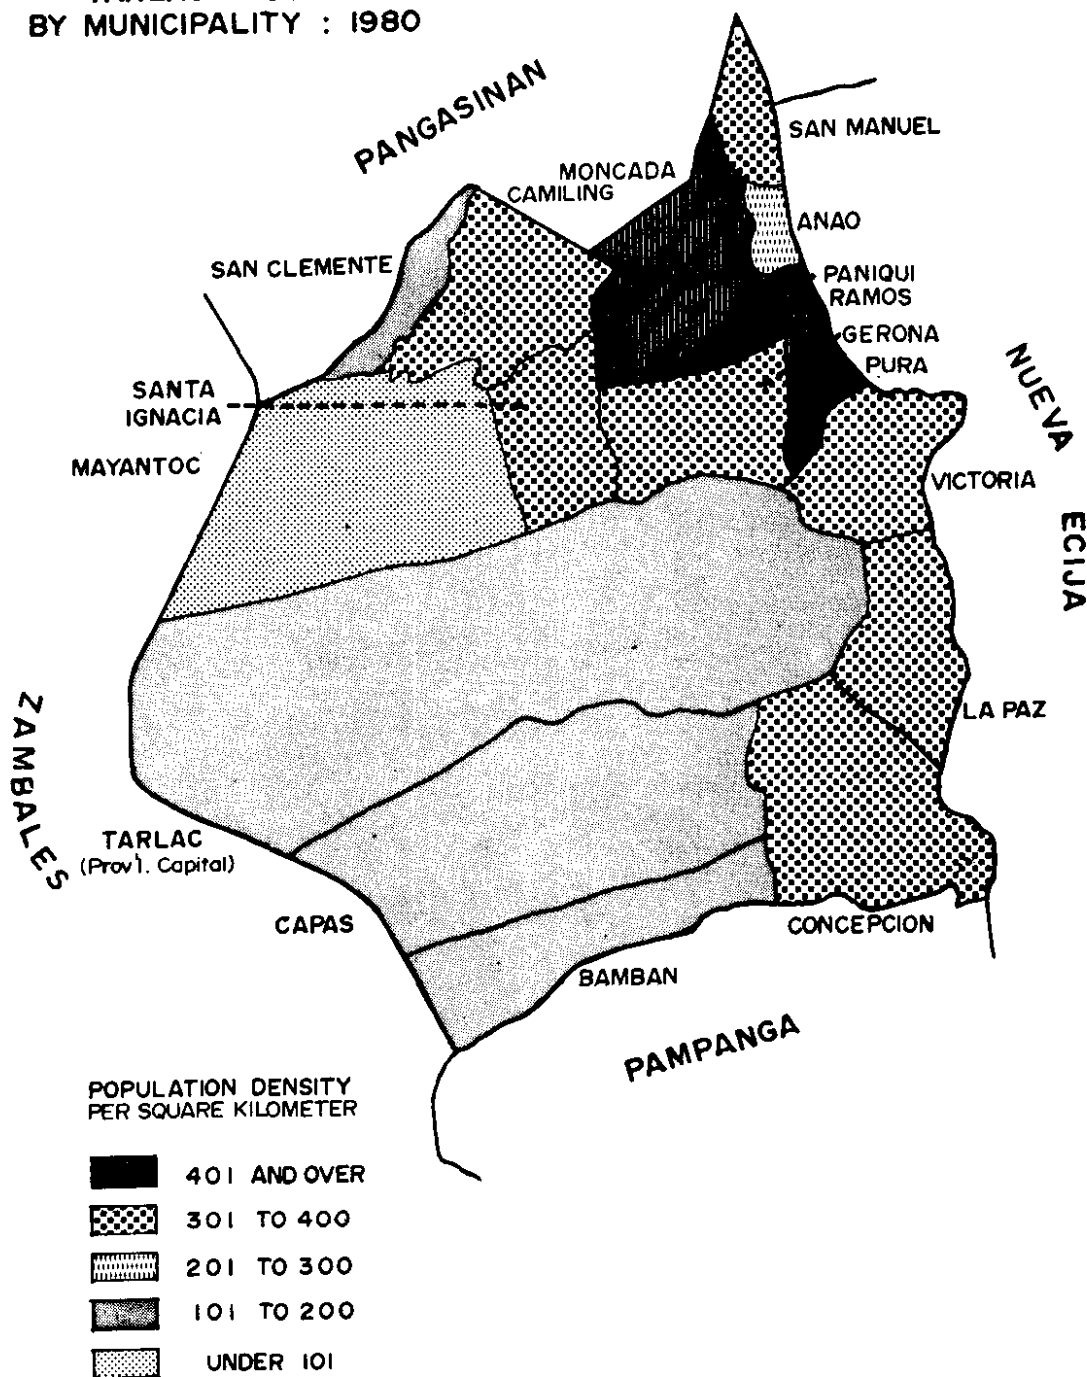 BY MUNICIPALITY : 1980
PANGASINAN
SAN MANUEL
MONCADA
CAMILING
ANAO
SAN CLEMENTE
PANIQUI
RAMOS
GERONA
PURA
NUEVA ECIJA
SANTA
IGNACIA
MAYANTOC
VICTORIA
LA PAZ
ZAMBALES
TARLAC
(Prov'l. Capital)
CAPAS
CONCEPCION
BAMBAN
PAMPANGA
POPULATION DENSITY
PER SQUARE KILOMETER
401 AND OVER
301 TO 400
201 TO 300
101 TO 200
UNDER 101